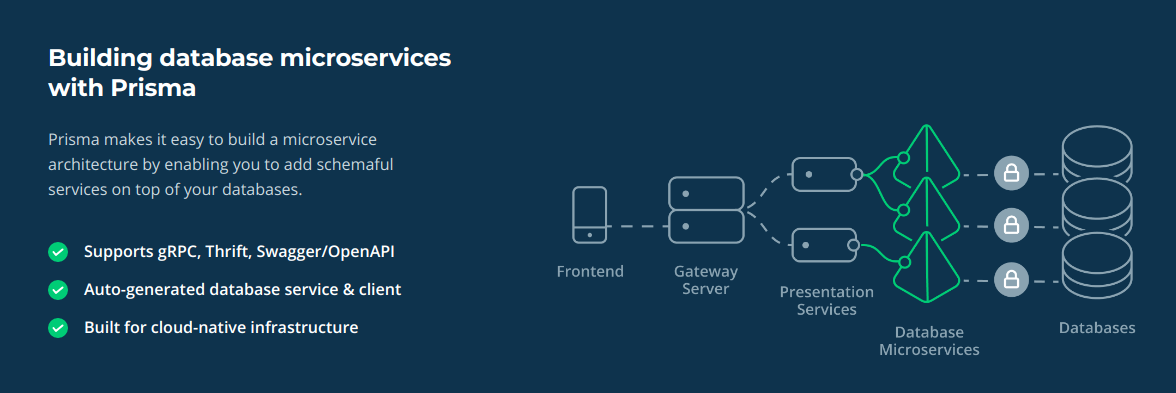 Building database microservices
with Prisma
Prisma makes it easy to build a microservice
architecture by enabling you to add schemaful
services on top of your databases.
Supports gRPC, Thrift, Swagger/OpenAPI
Auto-generated database service & client
Built for cloud-native infrastructure
Frontend
Gateway
Server
Presentation
Services
Database
Microservices
Databases